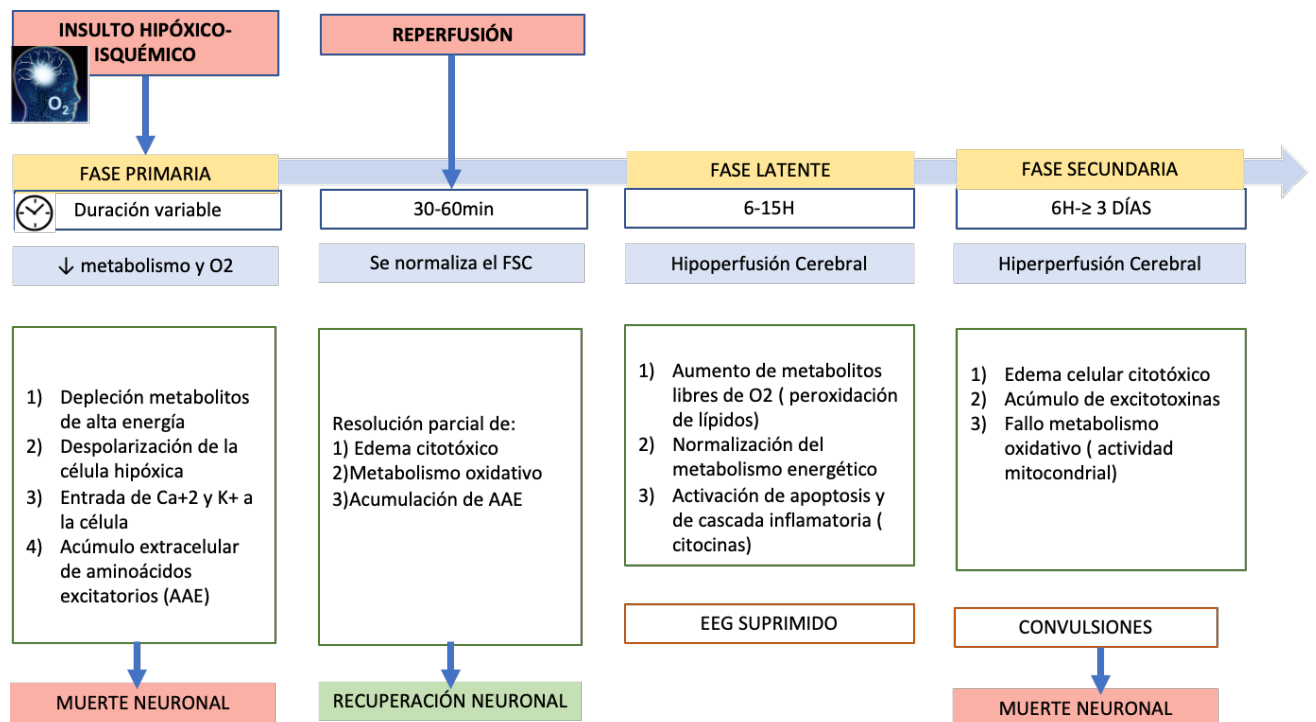 INSULTO HIPÓXICO-
ISQUÉMICO
O2
REPERFUSIÓN
FASE PRIMARIA
FASE LATENTE
FASE SECUNDARIA
Duración variable
30-60min
6-15H
6H-≥ 3 DÍAS
↓ metabolismo y O2
Se normaliza el FSC
Hipoperfusión Cerebral
Hiperperfusión Cerebral
1) Depleción metabolitos
de alta energía
2) Despolarización de la
célula hipóxica
3) Entrada de Ca+2 y K+ a
la célula
4) Acúmulo extracelular
de aminoácidos
excitatorios (AAE)
Resolución parcial de:
1) Edema citotóxico
2)Metabolismo oxidativo
3)Acumulación de AAE
1) Aumento de metabolitos
libres de O2 ( peroxidación
de lípidos)
2) Normalización del
metabolismo energético
3) Activación de apoptosis y
de cascada inflamatoria (
citocinas)
1) Edema celular citotóxico
2) Acúmulo de excitotoxinas
3) Fallo metabolismo
oxidativo ( actividad
mitocondrial)
EEG SUPRIMIDO
CONVULSIONES
MUERTE NEURONAL
RECUPERACIÓN NEURONAL
MUERTE NEURONAL